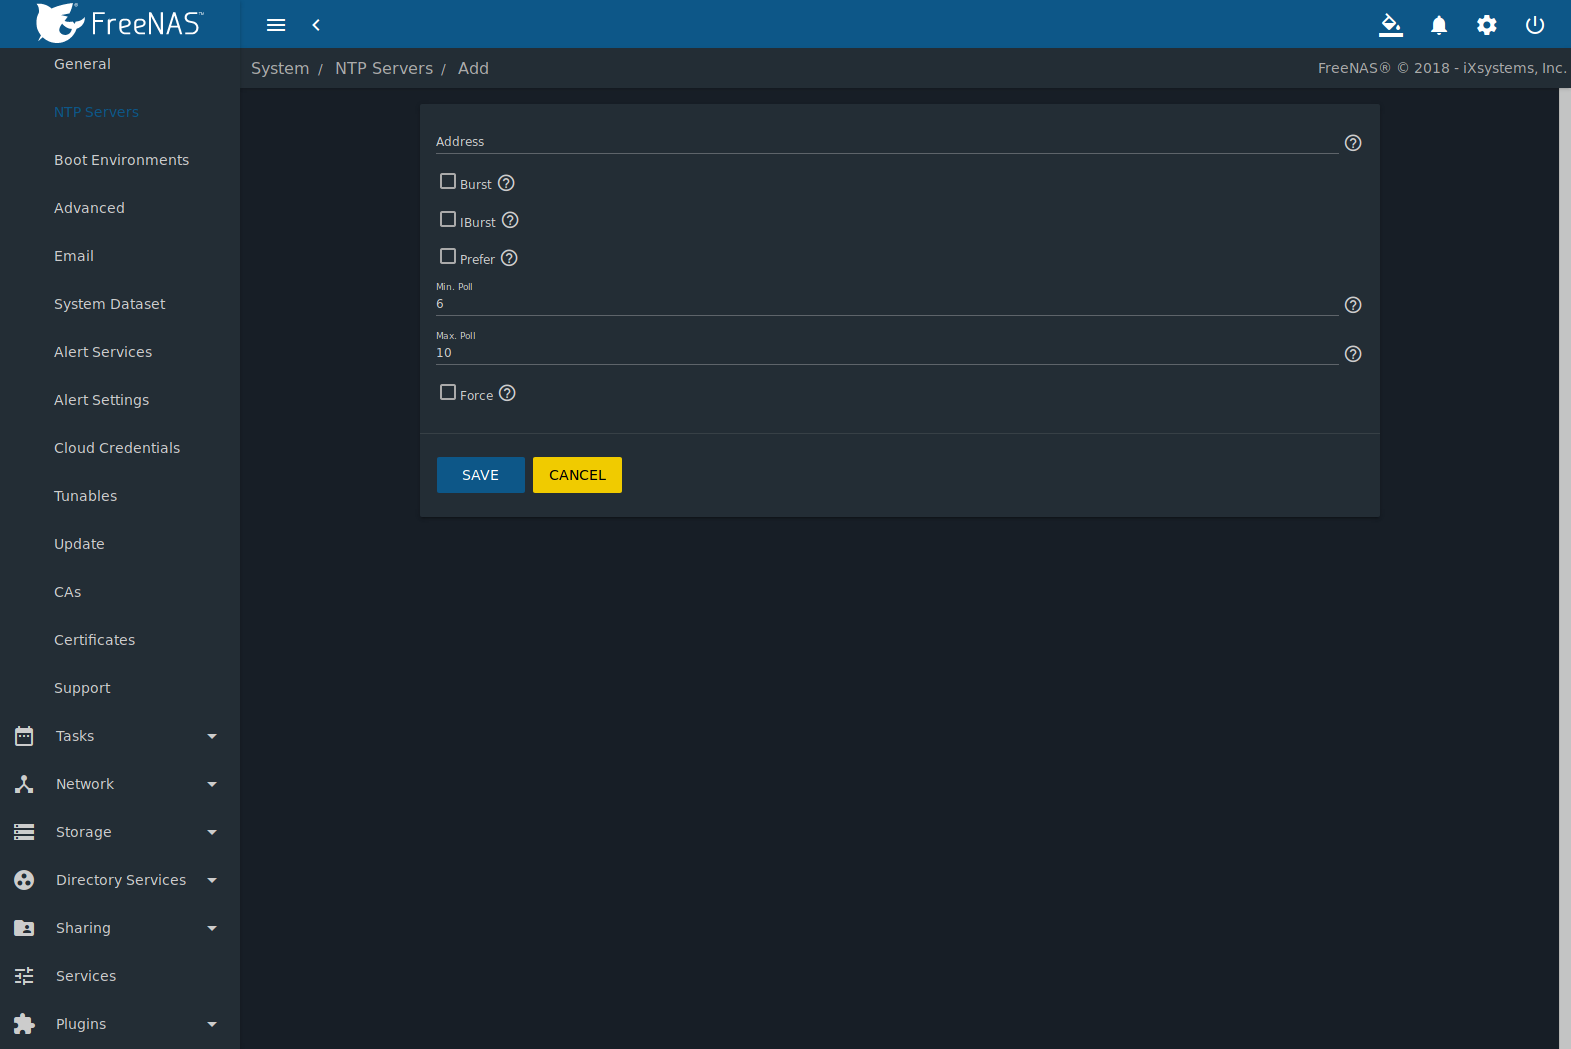 FreeNAS™
General
NTP Servers
Boot Environments
Advanced
Email
System Dataset
Alert Services
Alert Settings
Cloud Credentials
Tunables
Update
CAs
Certificates
Support
Tasks
Network
Storage
Directory Services
Sharing
Services
Plugins
System / NTP Servers / Add
FreeNAS® © 2018 - iXsystems, Inc.
Address
Burst
IBurst
Prefer
Min. Poll
6
Max. Poll
10
Force
SAVE CANCEL